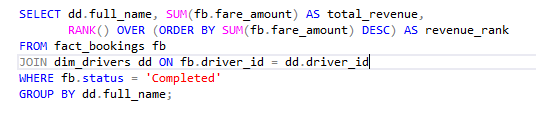 SELECT dd.full_name, SUM(fb.fare_amount) AS total_revenue,
RANK() OVER (ORDER BY SUM(fb.fare_amount) DESC) AS revenue_rank
FROM fact_bookings fb
JOIN dim_drivers dd ON fb.driver_id = dd.driver_id
WHERE fb.status = 'Completed'
GROUP BY dd.full_name;